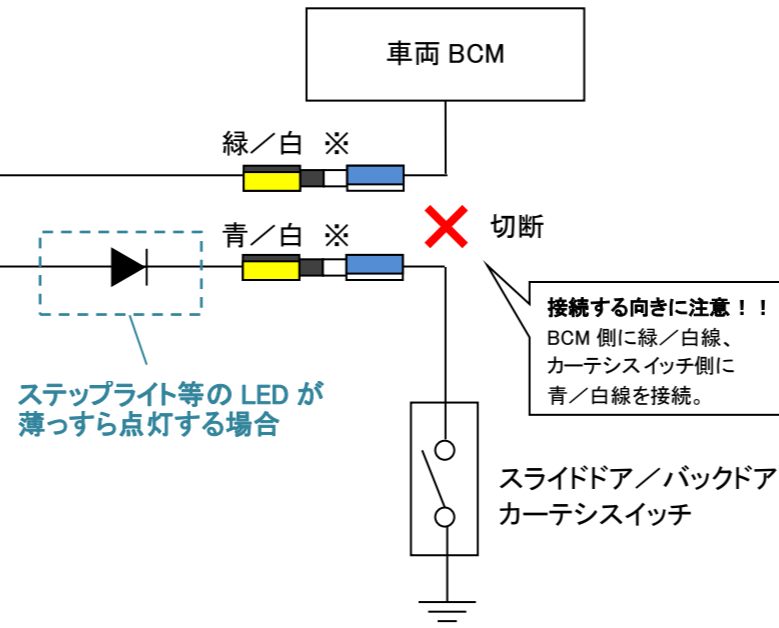 車両 BCM
緑／白 ※
青／白 ※
切断
接続する向きに注意！！
BCM 側に緑／白線、
カーテシスイッチ側に
青／白線を接続。
ステップライト等の LED が
薄っすら点灯する場合
スライドドア／バックドア
カーテシスイッチ